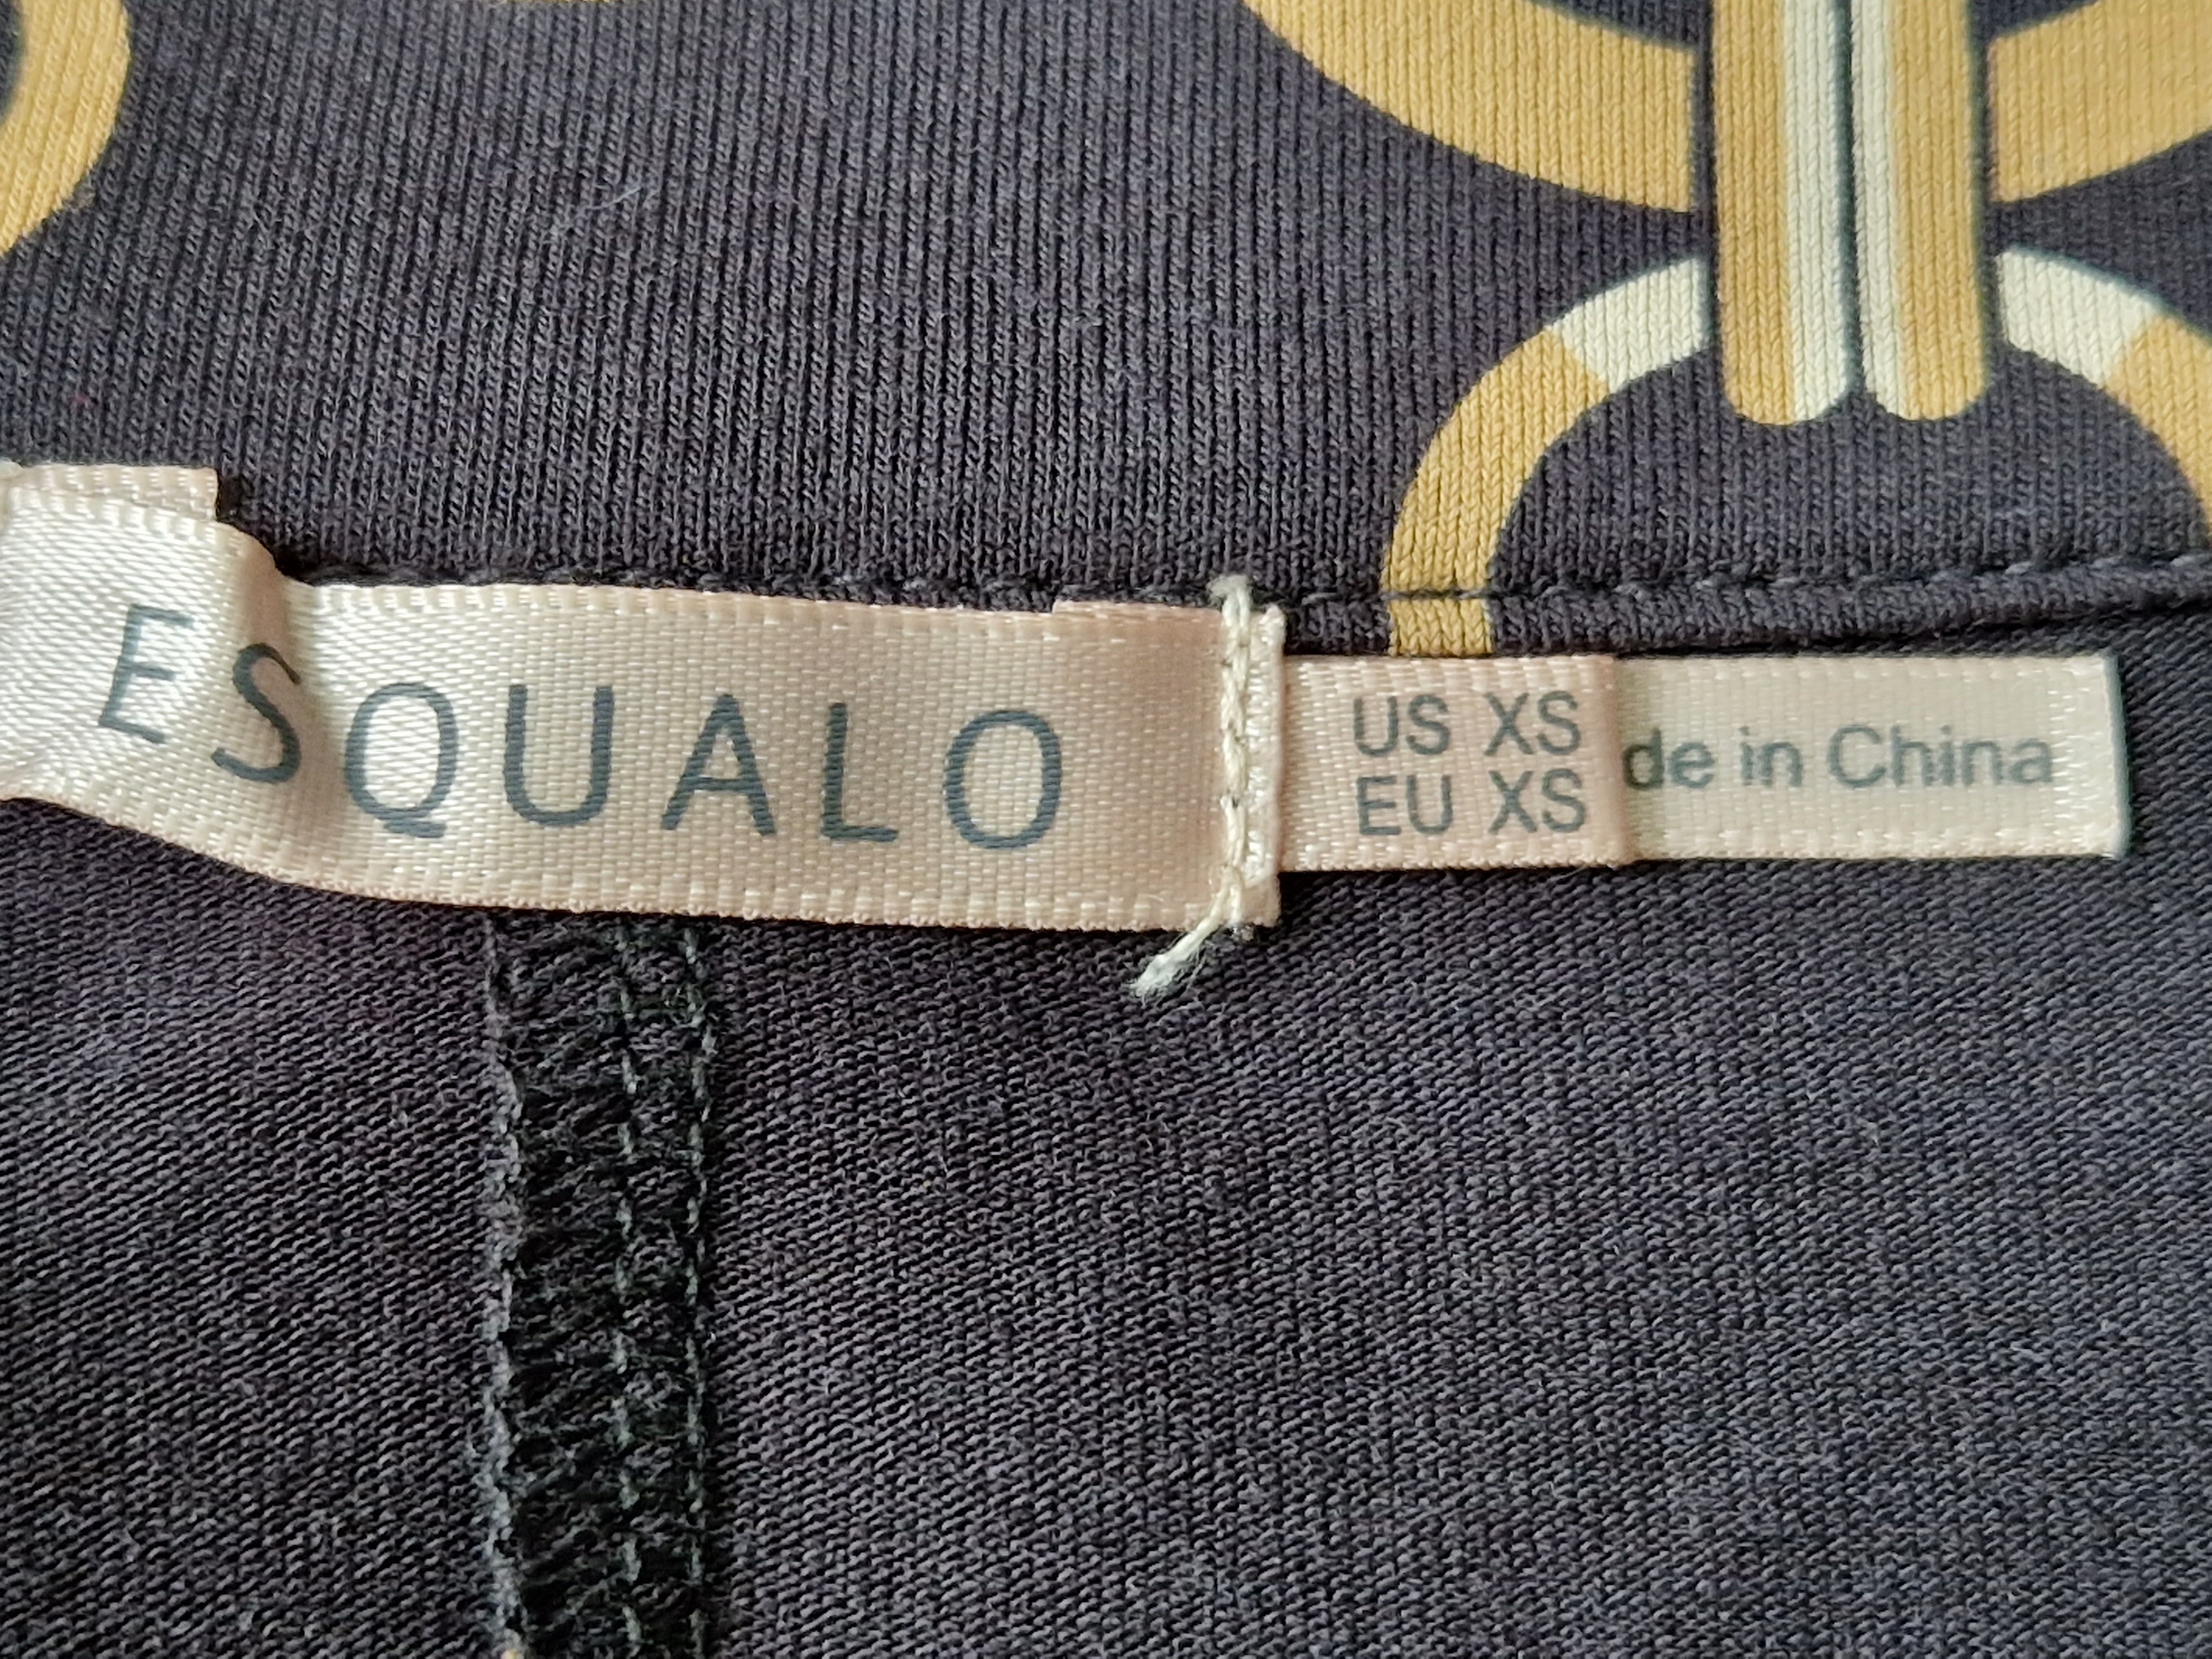 ESQUALO
US XS
EU XS
de in China